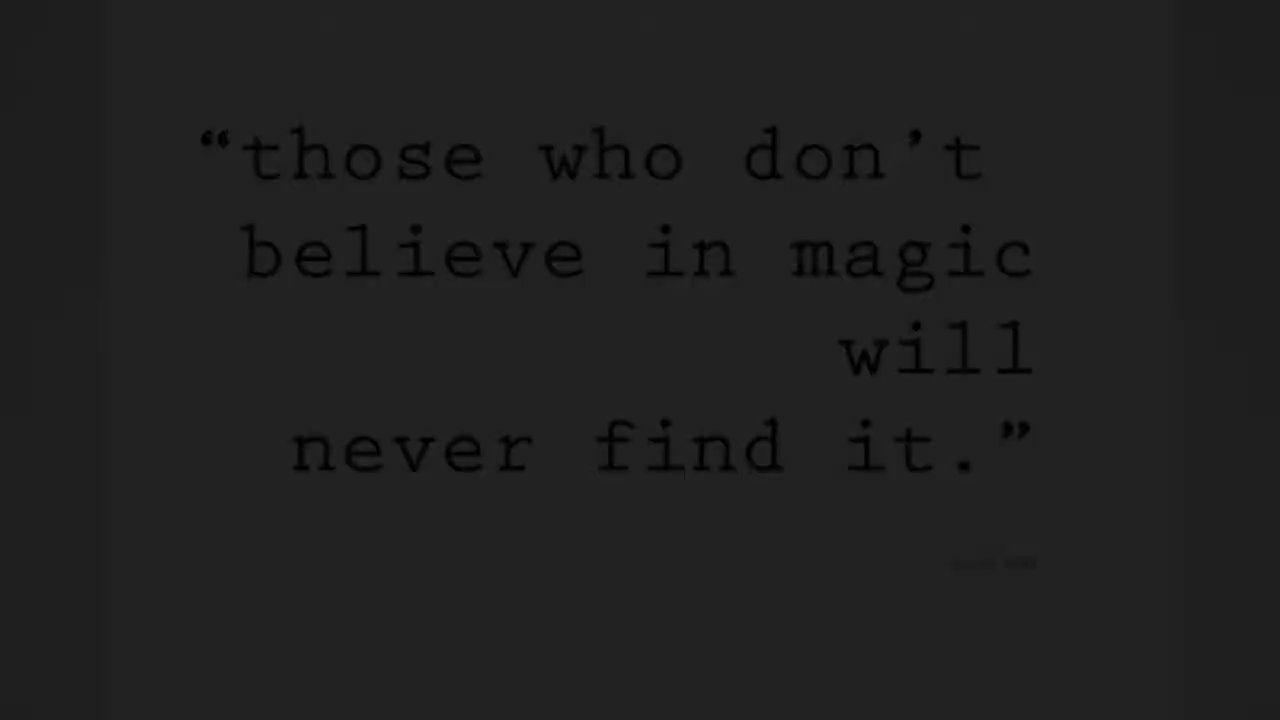 “those who don’t
believe in magic
will
never find it.”